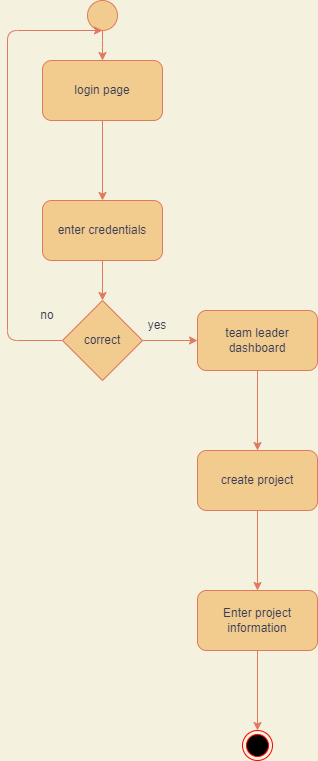 login page
enter credentials
no
yes
correct
team leader
dashboard
create project
Enter project
information